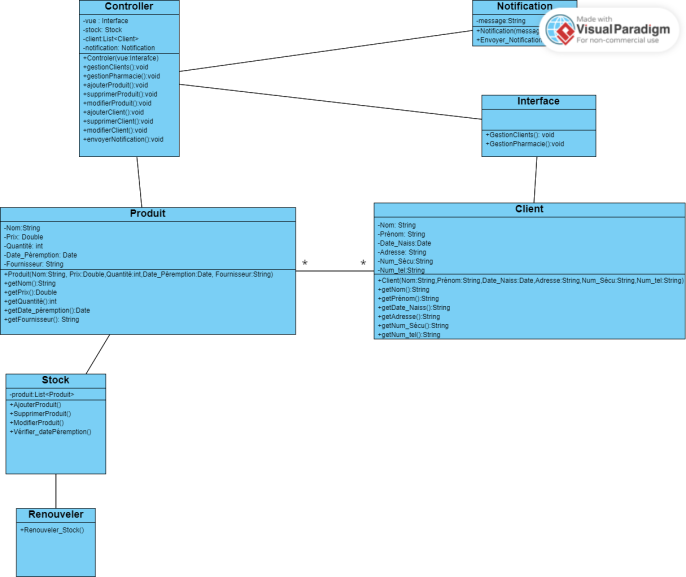 Controller
-vue : Interface
-stock: Stock
-client:List<Client>
-notification: Notification
+Controler(vue:Interafce)
+gestionClients():void
+gestionPharmacie():void
+ajouterProduit():void
+supprimerProduit():void
+modifierProduit():void
+ajouterClient():void
+supprimerClient():void
+modifierClient():void
+envoyerNotification():void
Notification
-message:String
+Notification(message
+Envoyer_Notification
Made with
VisualParadigm
For non-commercial use
Interface
+GestionClients(): void
+GestionPharmacie():void
Produit
-Nom:String
-Prix: Double
-Quantité: int
-Date_Péremption: Date
-Fournisseur: String
+Produit(Nom:String, Prix:Double,Quantité:int,Date_Péremption:Date, Fournisseur:String)
+getNom():String
+getPrix():Double
+getQuantité():int
+getDate_péremption():Date
+getFournisseur(): String
* *
Client
-Nom: String
-Prénom: String
-Date_Naiss:Date
-Adresse: String
-Num_Sécu:String
-Num_tel:String
+Client(Nom:String,Prénom:String,Date_Naiss:Date,Adresse:String,Num_Sécu:String,Num_tel:String)
+getNom():String
+getPrénom():String
+getDate_Naiss():String
+getAdresse():String
+getNum_Sécu():String
+getNum_tel():String
Stock
-produit:List<Produit>
+AjouterProduit()
+SupprimerProduit()
+ModifierProduit()
+Vérifier_datePéremption()
Renouveler
+Renouveler_Stock()